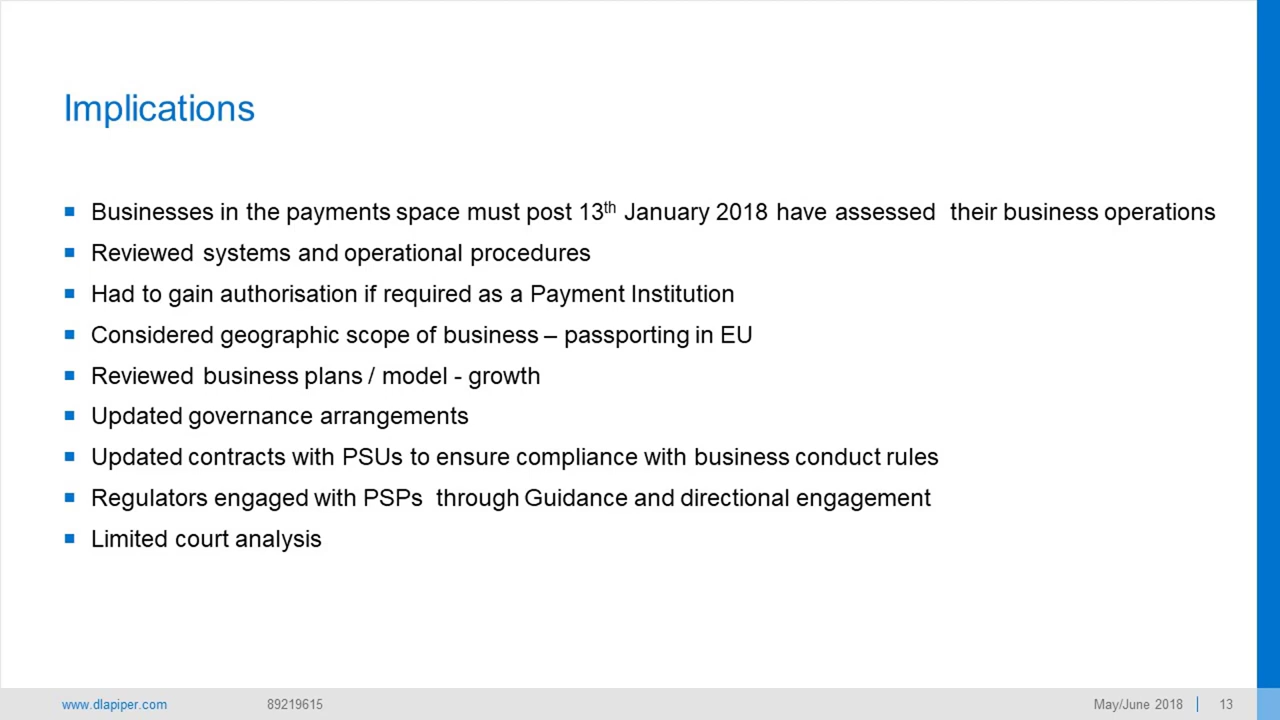 Implications
Businesses in the payments space must post 13th January 2018 have assessed their business operations
Reviewed systems and operational procedures
Had to gain authorisation if required as a Payment Institution
Considered geographic scope of business – passporting in EU
Reviewed business plans / model - growth
Updated governance arrangements
Updated contracts with PSUs to ensure compliance with business conduct rules
Regulators engaged with PSPs through Guidance and directional engagement
Limited court analysis
www.dlapiper.com 89219615 May/June 2018 13